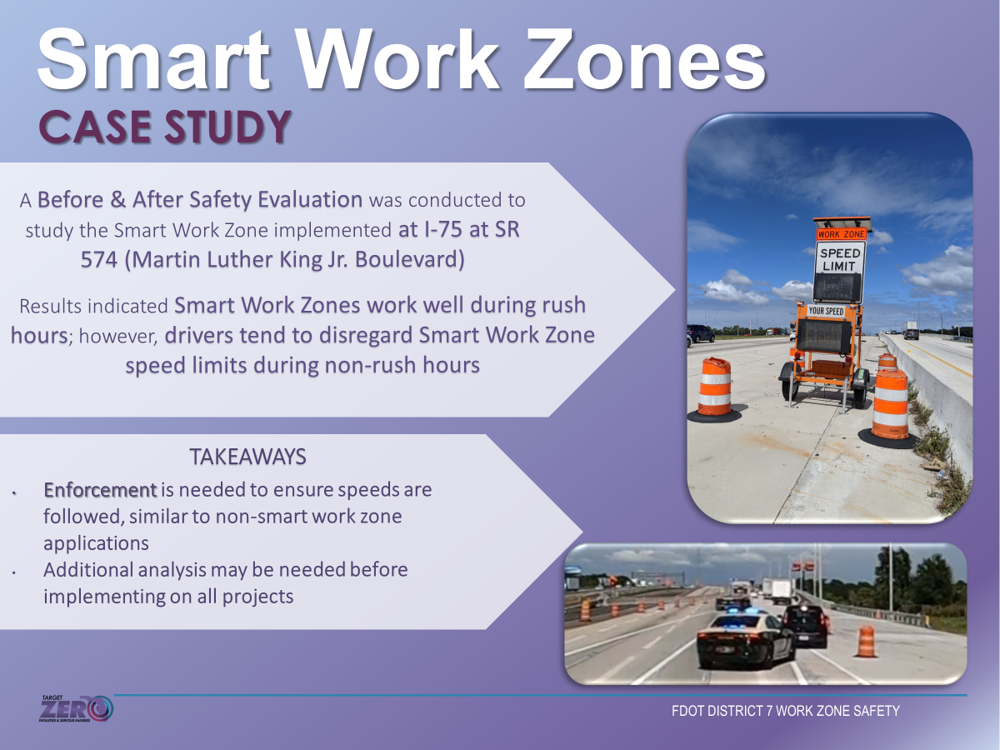 Smart Work Zones
CASE STUDY
A Before & After Safety Evaluation was conducted to
study the Smart Work Zone implemented at I-75 at SR
574 (Martin Luther King Jr. Boulevard)
Results indicated Smart Work Zones work well during rush
hours; however, drivers tend to disregard Smart Work Zone
speed limits during non-rush hours
WORK ZONE
SPEED
LIMIT
YOUR SPEED
TAKEAWAYS
• Enforcement is needed to ensure speeds are
followed, similar to non-smart work zone
applications
• Additional analysis may be needed before
implementing on all projects
TARGET
ZERO
FATALITIES & SERIOUS INJURIES
FDOT DISTRICT 7 WORK ZONE SAFETY